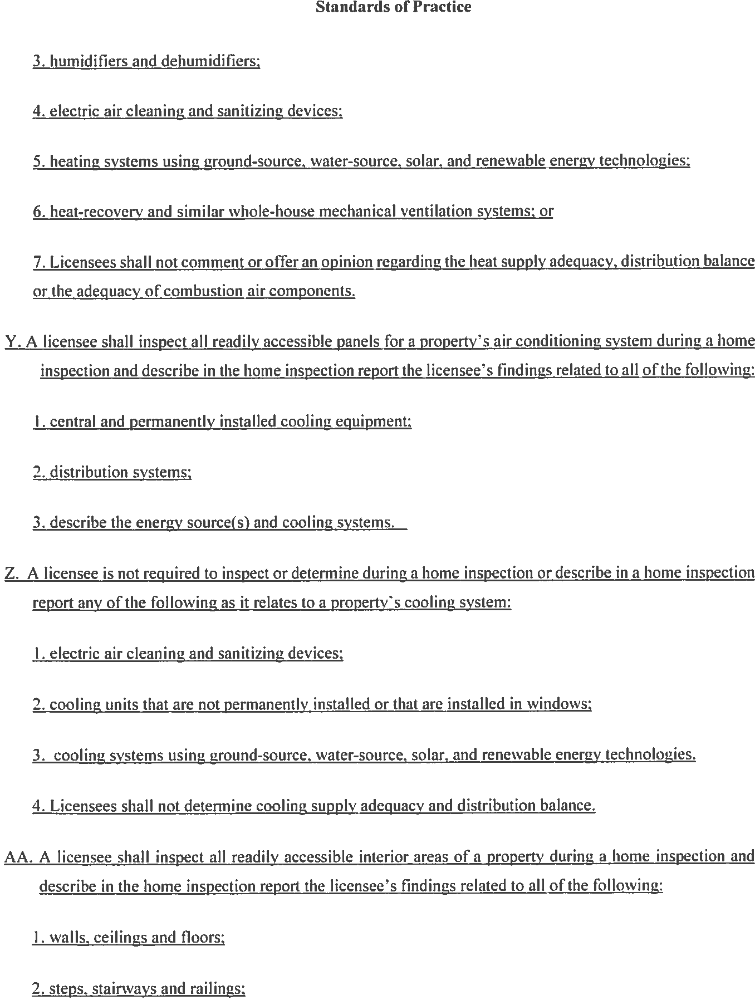 Standards of Practice
3. humidifiers and dehumidifiers;
4. electric air cleaning and sanitizing devices;
5. heating systems using ground-source, water-source, solar, and renewable energy technologies;
6. heat-recovery and similar whole-house mechanical ventilation systems; or
7. Licensees shall not comment or offer an opinion regarding the heat supply adequacy, distribution balance
or the adequacy of combustion air components.
Y. A licensee shall inspect all readily accessible panels for a property's air conditioning system during a home
inspection and describe in the home inspection report the licensee's findings related to all of the following:
1. central and permanently installed cooling equipment;
2. distribution systems;
3. describe the energy source(s) and cooling systems.
Z. A licensee is not required to inspect or determine during a home inspection or describe in a home inspection
report any of the following as it relates to a property's cooling system:
1. electric air cleaning and sanitizing devices;
2. cooling units that are not permanently installed or that are installed in windows;
3. cooling systems using ground-source, water-source, solar, and renewable energy technologies.
4. Licensees shall not determine cooling supply adequacy and distribution balance.
AA. A licensee shall inspect all readily accessible interior areas of a property during a home inspection and
describe in the home inspection report the licensee's findings related to all of the following:
1. walls, ceilings and floors;
2. steps, stairways and railings;